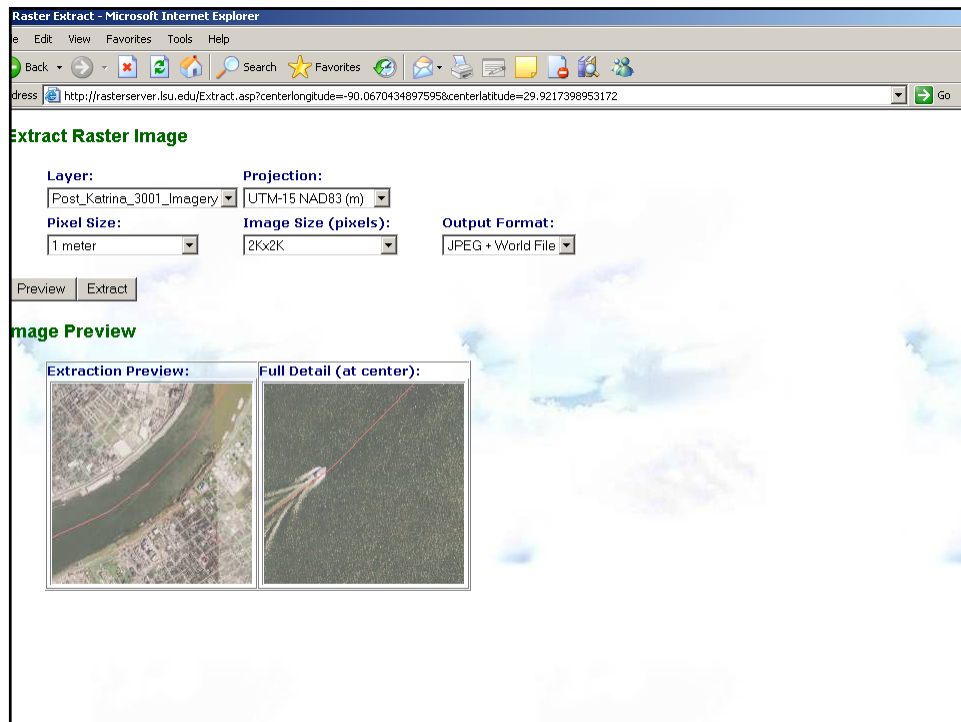 Raster Extract - Microsoft Internet Explorer
e Edit View Favorites Tools Help
Back Search Favorites
dress http://rasterserver.lsu.edu/Extract.asp?centerlongitude=-90.0670434897595&centerlatitude=29.9217398953172 Go
Extract Raster Image
Layer: Projection:
Post_Katrina_3001_Imagery UTM-15 NAD83 (m)
Pixel Size: Image Size (pixels): Output Format:
1 meter 2Kx2K JPEG + World File
Preview Extract
mage Preview
Extraction Preview: Full Detail (at center):